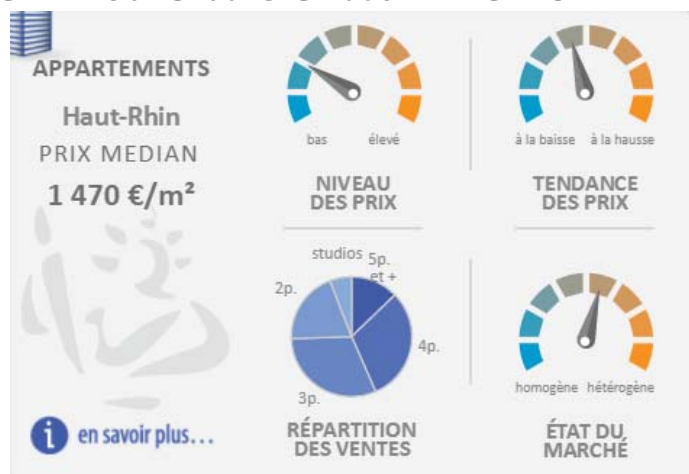 APPARTEMENTS
Haut-Rhin
PRIX MEDIAN
1 470 €/m²
bas élevé
NIVEAU
DES PRIX
à la baisse à la hausse
TENDANCE
DES PRIX
studios
5p.
et +
2p.
4p.
3p.
RÉPARTITION
DES VENTES
homogène hétérogène
ÉTAT DU
MARCHÉ
i en savoir plus...